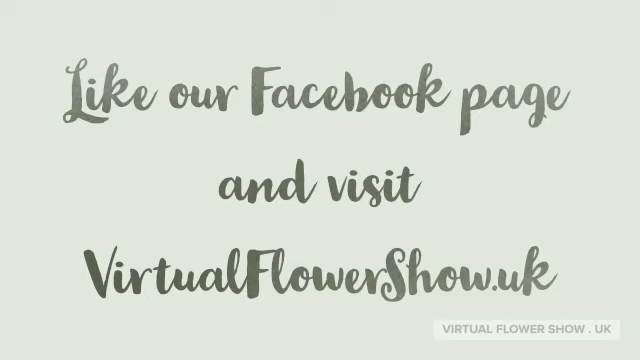 Like our Facebook page
and visit
VirtualFlowerShow.uk
VIRTUAL FLOWER SHOW . UK